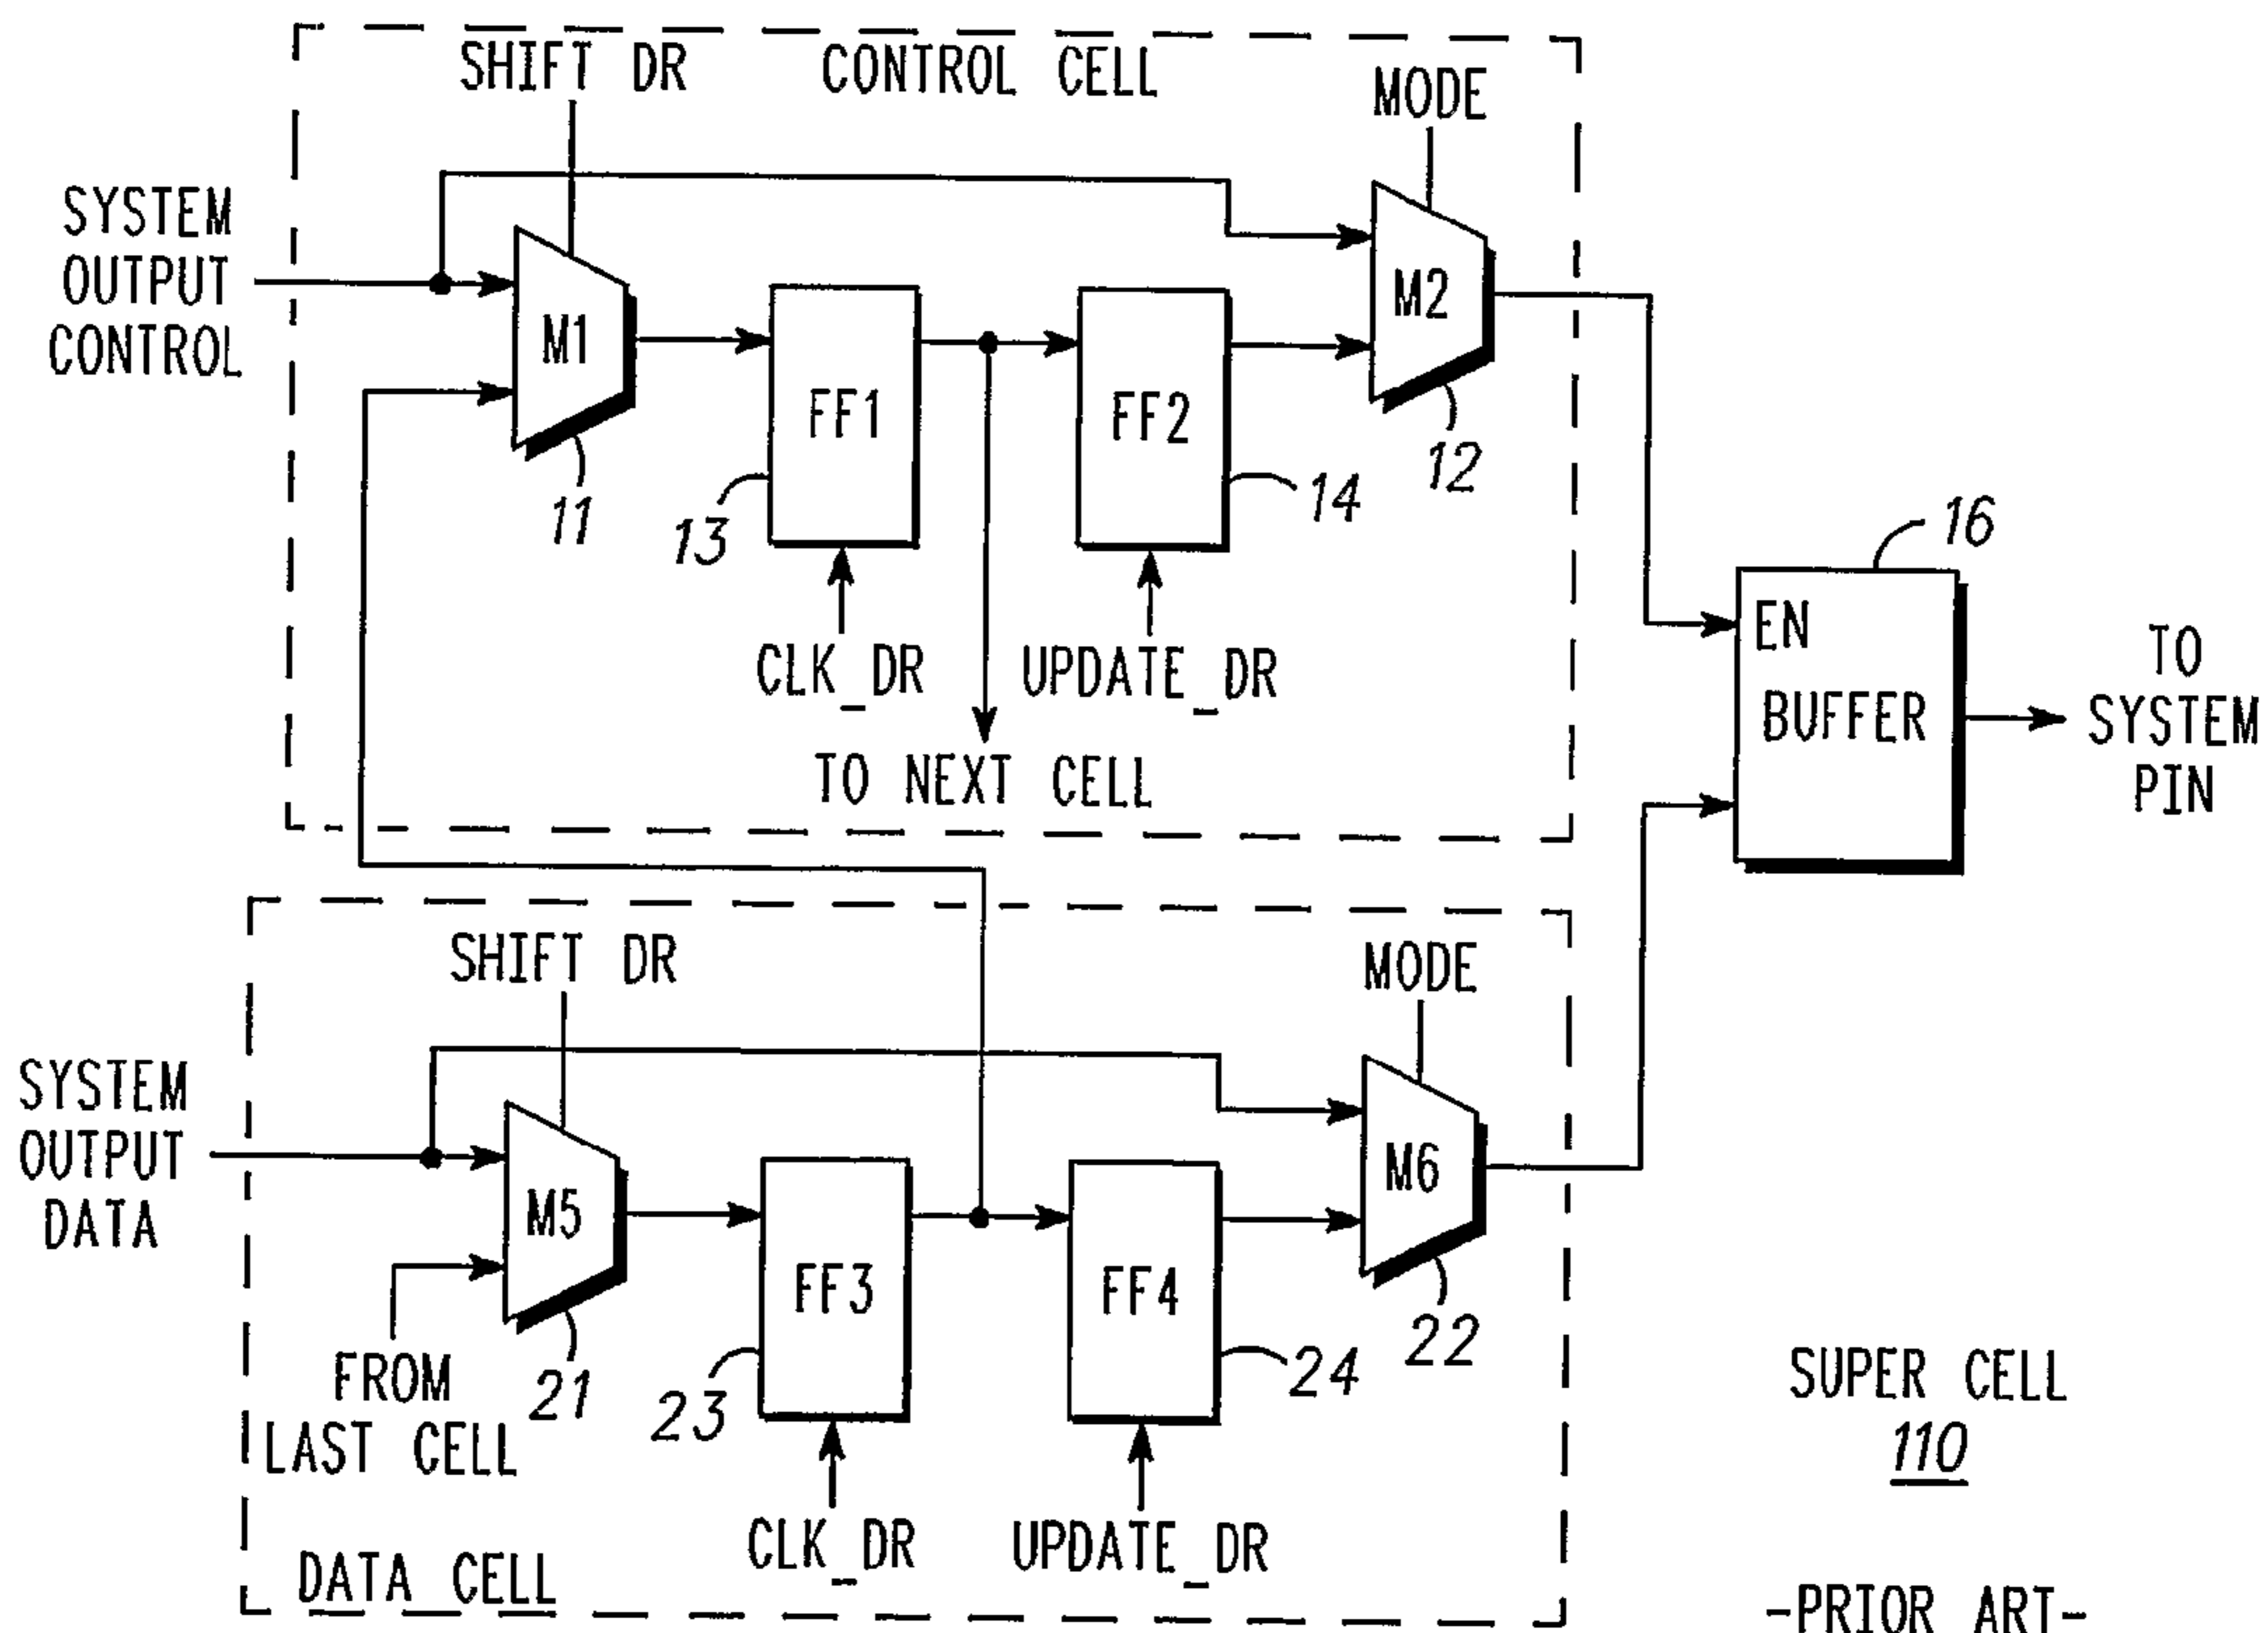 SHIFT DR
CONTROL CELL
MODE
SYSTEM
OUTPUT
CONTROL
M1
M2
FF1
FF2
11
13
14
12
16
CLK_DR
UPDATE_DR
TO NEXT CELL
EN
BUFFER
TO
SYSTEM
PIN
SHIFT DR
MODE
SYSTEM
OUTPUT
DATA
M5
M6
FF3
FF4
FROM
LAST CELL
21
23
24
22
CLK_DR
UPDATE_DR
DATA CELL
SUPER CELL
110
-PRIOR ART-